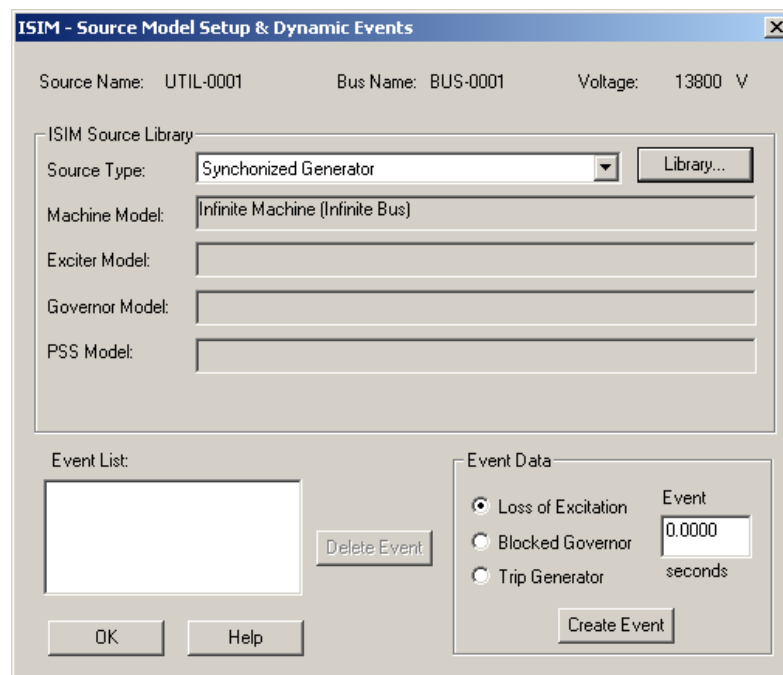 ISIM - Source Model Setup & Dynamic Events
Source Name: UTIL-0001 Bus Name: BUS-0001 Voltage: 13800 V
ISIM Source Library
Source Type: Synchonized Generator Library...
Machine Model: Infinite Machine (Infinite Bus)
Exciter Model:
Governor Model:
PSS Model:
Event List:
Delete Event
OK Help
Event Data
Loss of Excitation
Blocked Governor
Trip Generator
Event
0.0000
seconds
Create Event